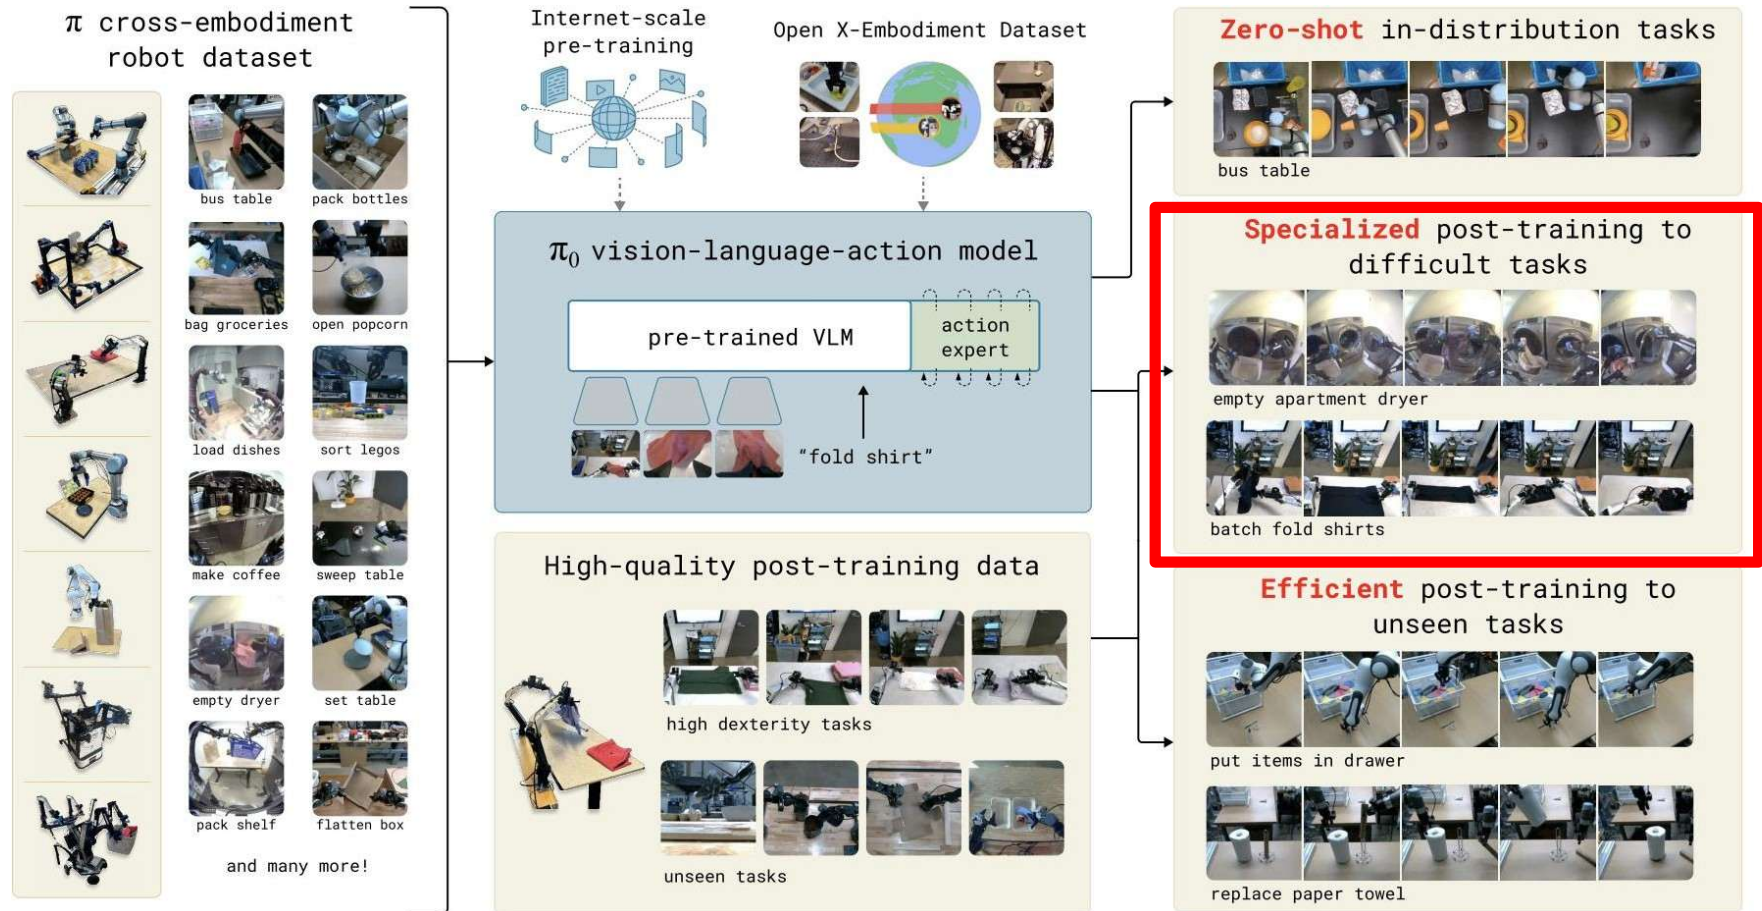 π cross-embodiment
robot dataset
bus table
pack bottles
bag groceries
open popcorn
load dishes
sort legos
make coffee
sweep table
empty dryer
set table
pack shelf
flatten box
and many more!
Internet-scale
pre-training
Open X-Embodiment Dataset
π₀ vision-language-action model
pre-trained VLM
action
expert
"fold shirt"
High-quality post-training data
high dexterity tasks
unseen tasks
Zero-shot in-distribution tasks
bus table
Specialized post-training to
difficult tasks
empty apartment dryer
batch fold shirts
Efficient post-training to
unseen tasks
put items in drawer
replace paper towel